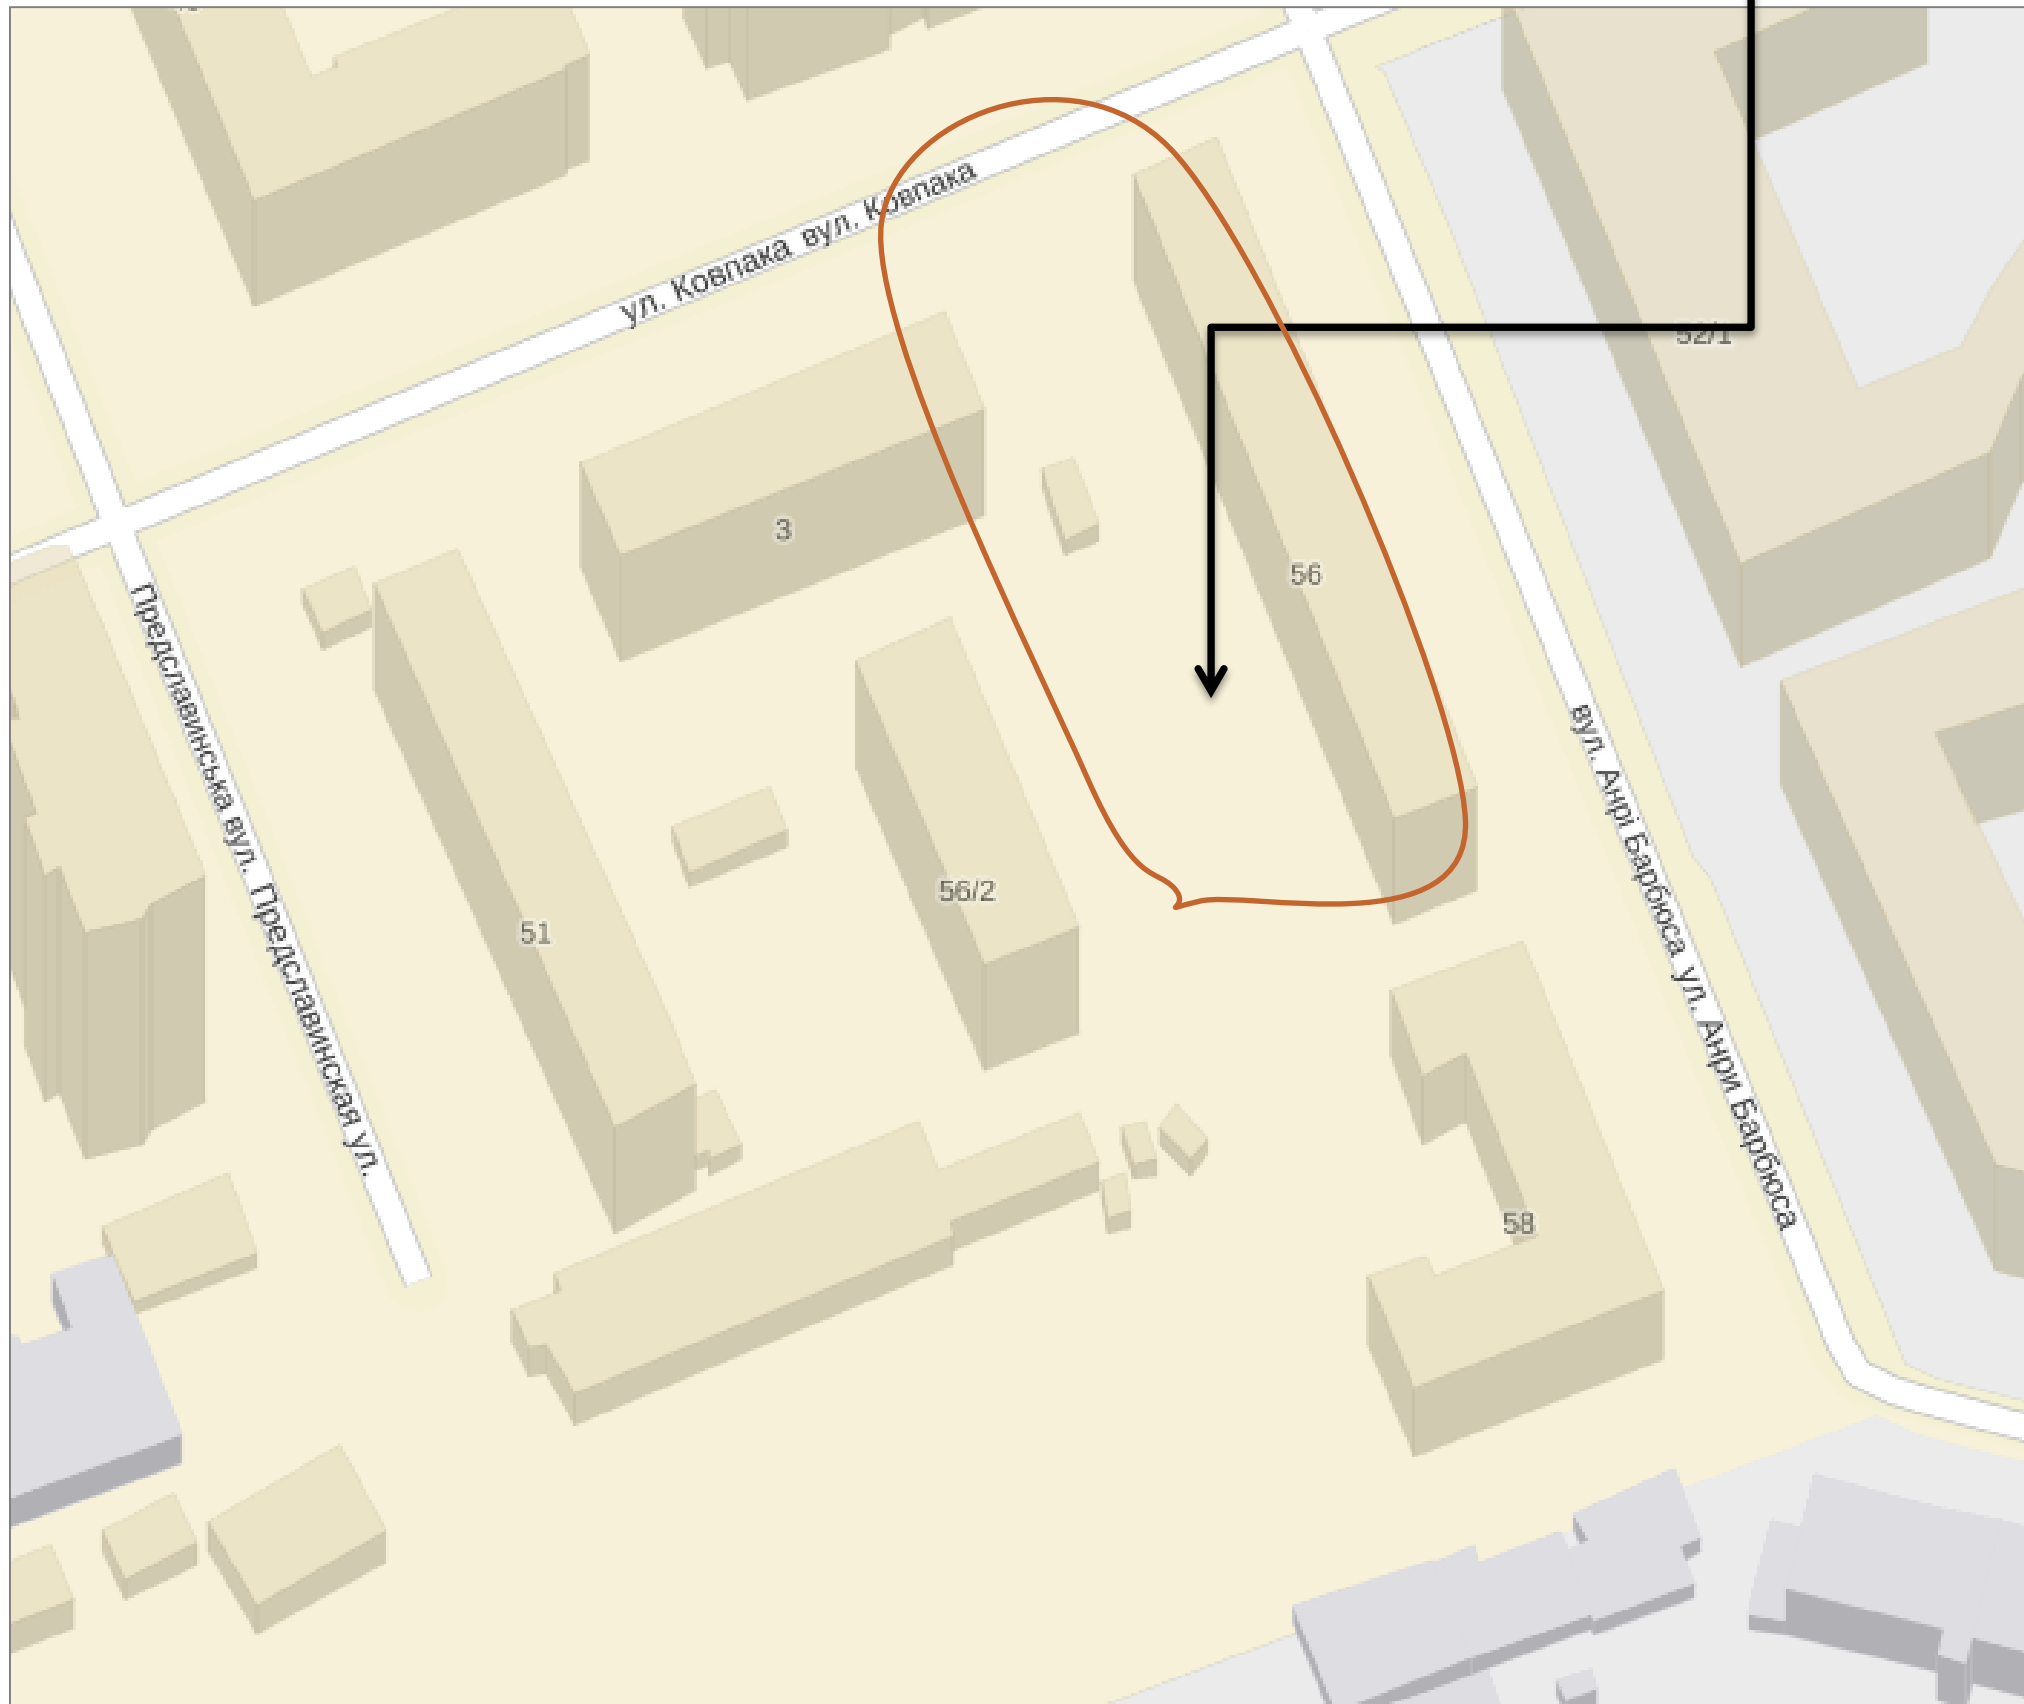 ул. Ковпака вул. Ковпака
52/1
3
56
Предславинська вул. Предславинская ул.
вул. Анрі Барбюса ул. Анри Барбюса
56/2
51
58